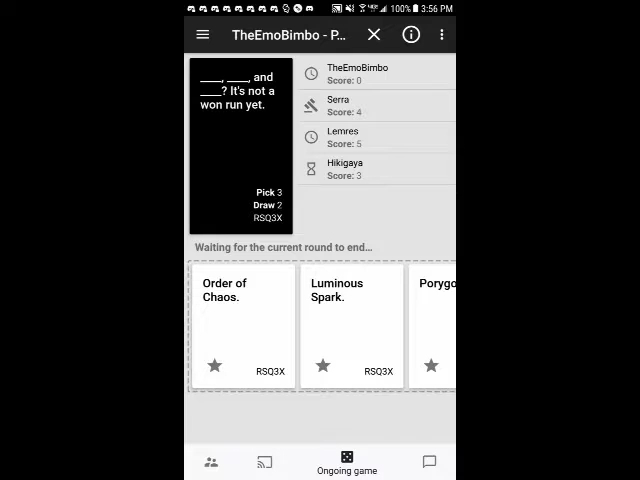 100% 3:56 PM
TheEmoBimbo - P...
____, ____, and
____? It's not a
won run yet.
Pick 3
Draw 2
RSQ3X
TheEmoBimbo
Score: 0
Serra
Score: 4
Lemres
Score: 5
Hikigaya
Score: 3
Waiting for the current round to end...
Order of
Chaos.
RSQ3X
Luminous
Spark.
RSQ3X
Porygo
Ongoing game